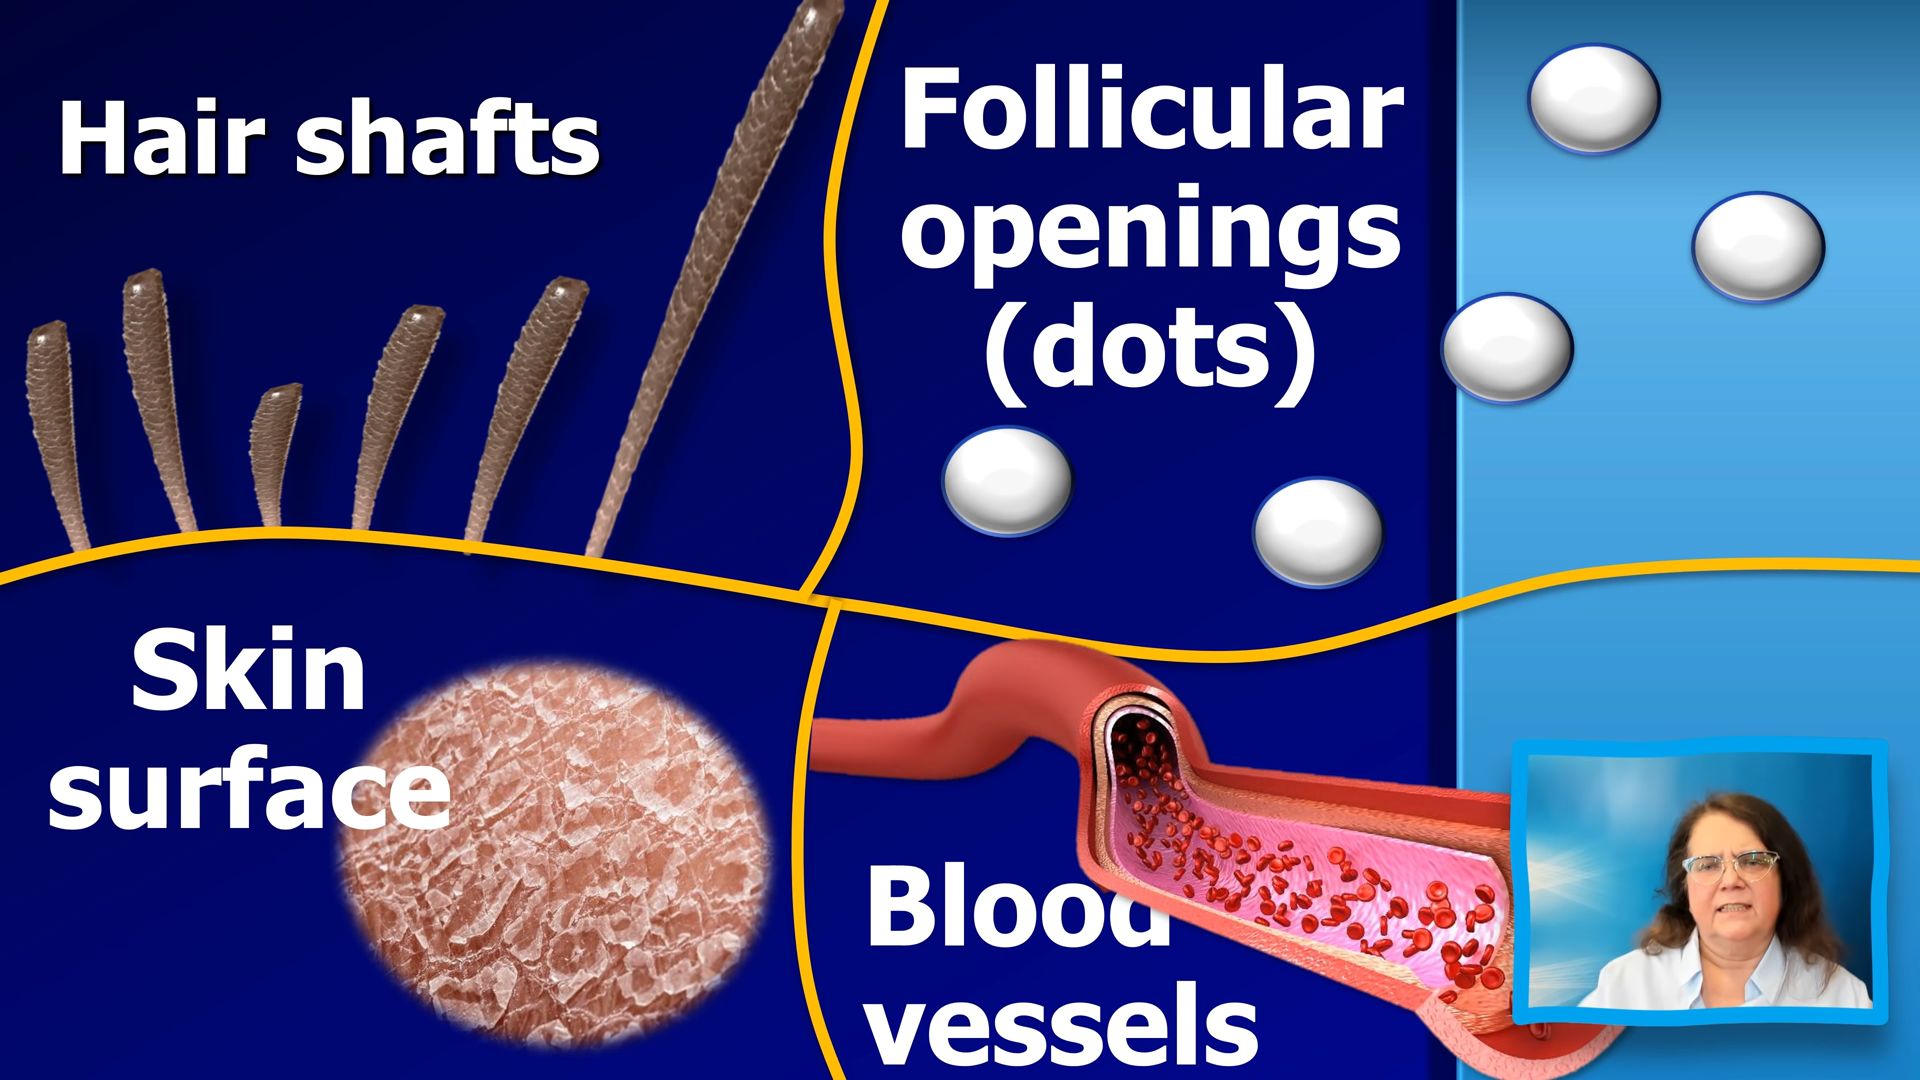 Hair shafts
Follicular
openings
(dots)
Skin
surface
Blood
vessels